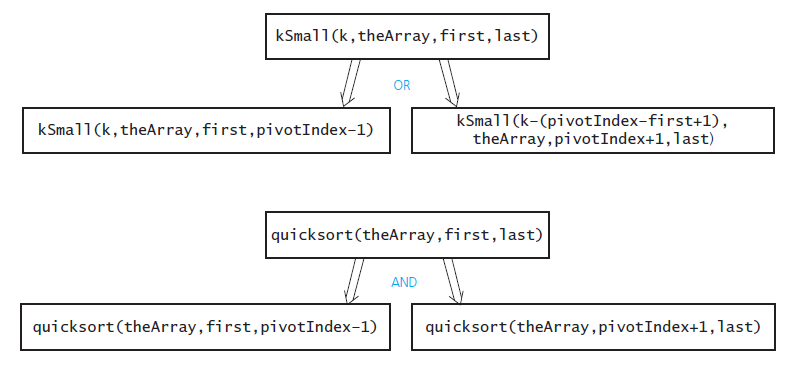 kSmall(k,theArray,first,last)
OR
kSmall(k,theArray,first,pivotIndex–1)
kSmall(k–(pivotIndex–first+1),
theArray,pivotIndex+1,last)
quicksort(theArray,first,last)
AND
quicksort(theArray,first,pivotIndex–1)
quicksort(theArray,pivotIndex+1,last)